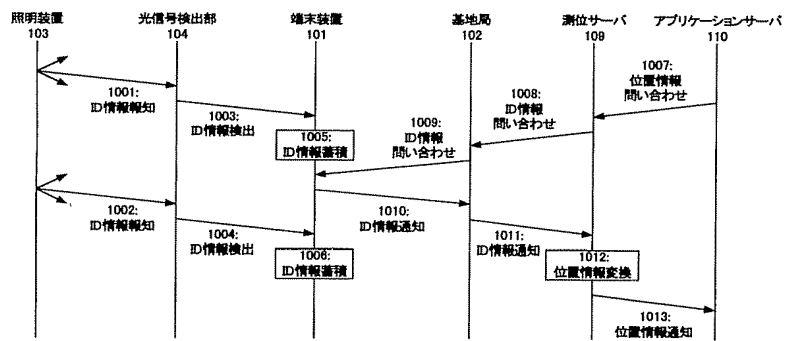 照明装置
103
光信号検出部
104
端末装置
101
基地局
102
測位サーバ
109
アプリケーションサーバ
110
1001:
ID情報報知
1003:
ID情報検出
1005:
ID情報蓄積
1009:
ID情報
問い合わせ
1008:
ID情報
問い合わせ
1007:
位置情報
問い合わせ
1002:
ID情報報知
1004:
ID情報検出
1006:
ID情報蓄積
1010:
ID情報通知
1011:
ID情報通知
1012:
位置情報変換
1013:
位置情報通知